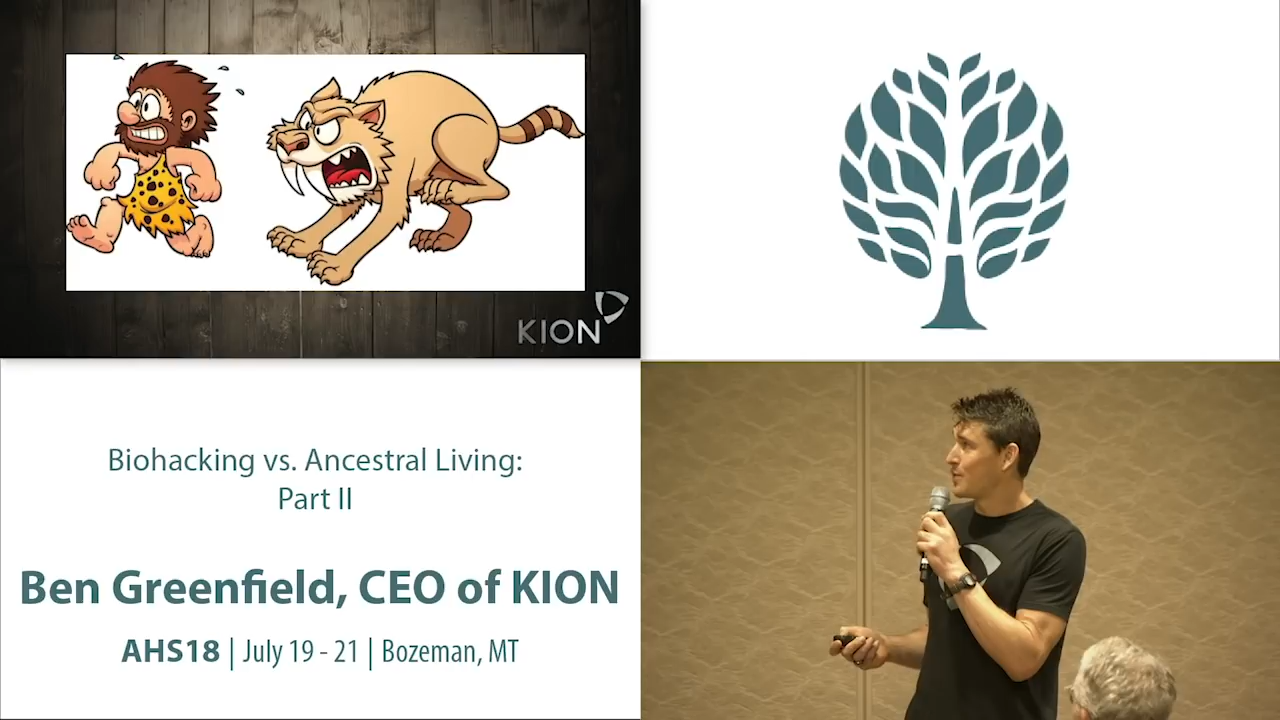 KION
Biohacking vs. Ancestral Living:
Part II
Ben Greenfield, CEO of KION
AHS18 | July 19 - 21 | Bozeman, MT